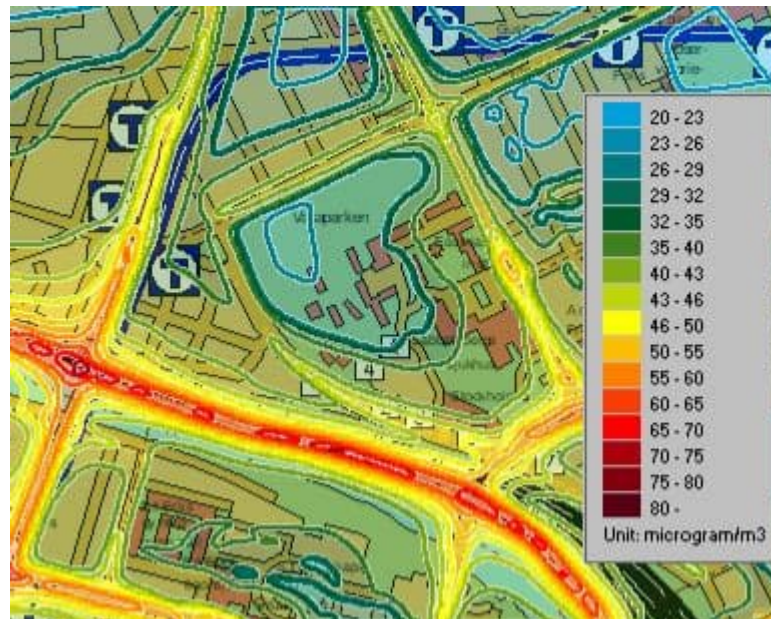 T
T
T
T
T
Vasaparken
4
20 - 23
23 - 26
26 - 29
29 - 32
32 - 35
35 - 40
40 - 43
43 - 46
46 - 50
50 - 55
55 - 60
60 - 65
65 - 70
70 - 75
75 - 80
80 -
Unit: microgram/m3